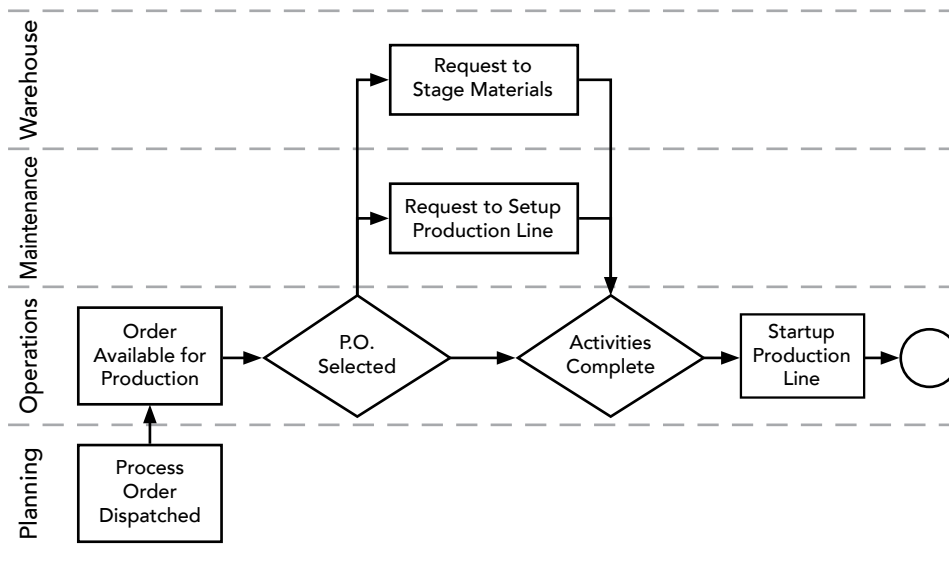 Warehouse
Request to
Stage Materials
Maintenance
Request to Setup
Production Line
Operations
Order
Available for
Production
P.O.
Selected
Activities
Complete
Startup
Production
Line
Planning
Process
Order
Dispatched